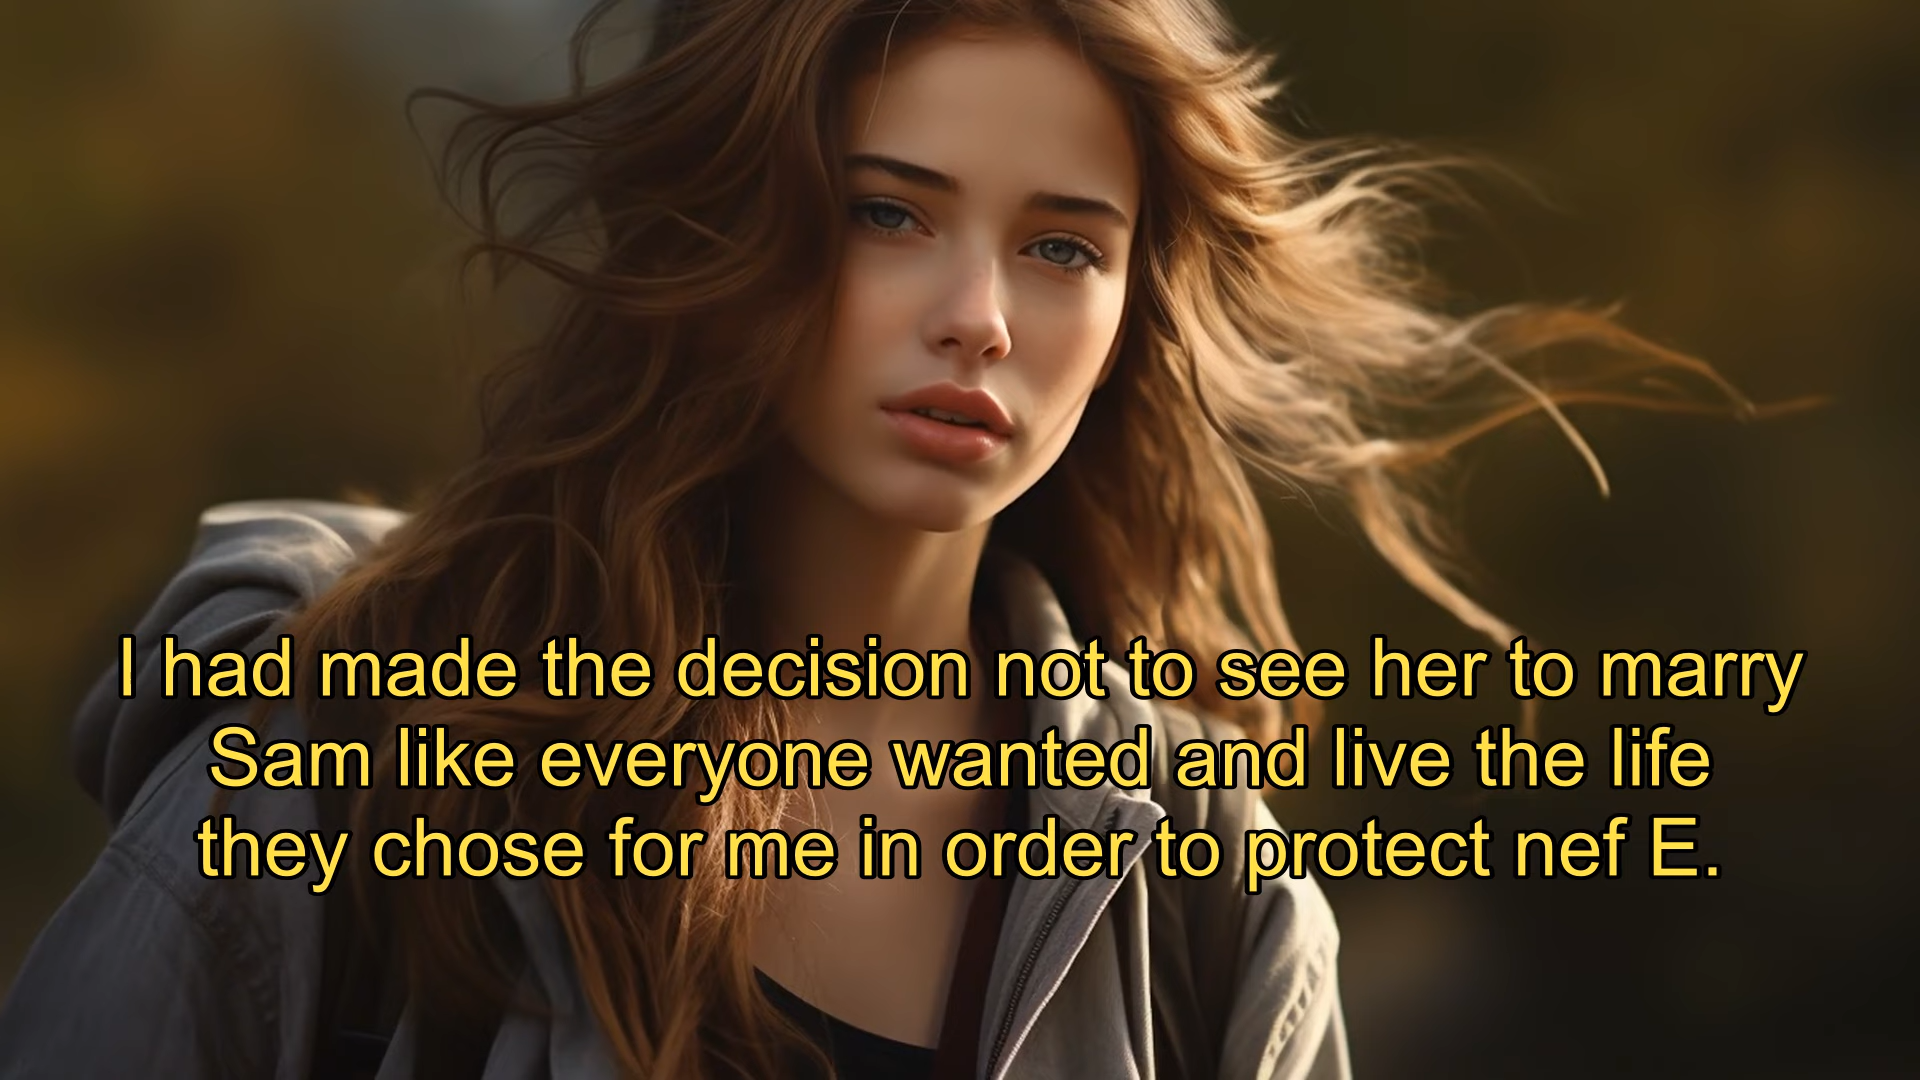 I had made the decision not to see her to marry
Sam like everyone wanted and live the life
they chose for me in order to protect nef E.